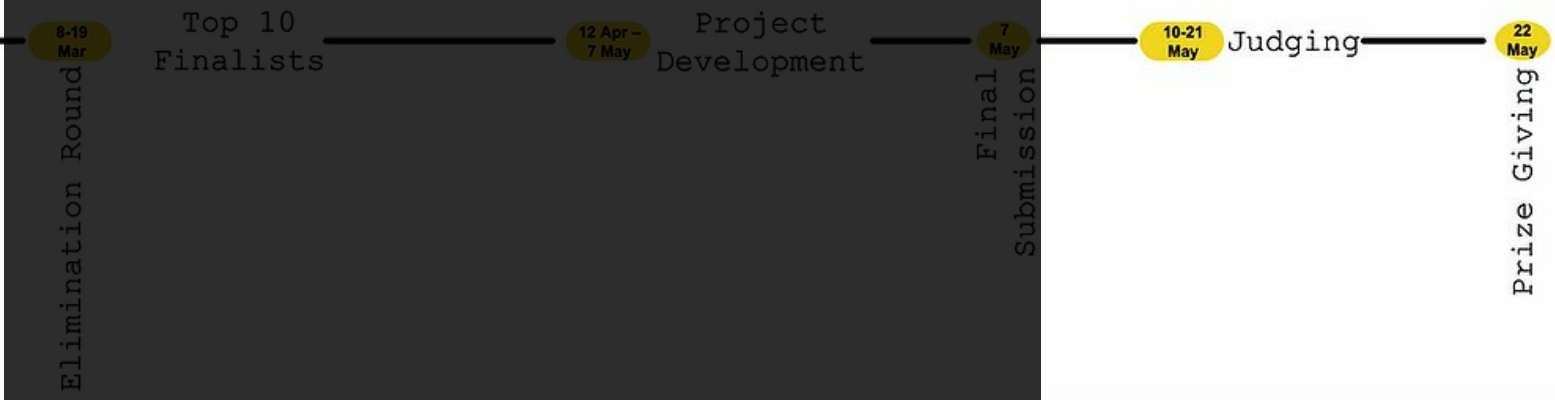 8-19
Mar
Elimination Round
Top 10
Finalists
12 Apr –
7 May
Project
Development
7
May
Final
Submission
10-21
May
Judging
22
May
Prize Giving